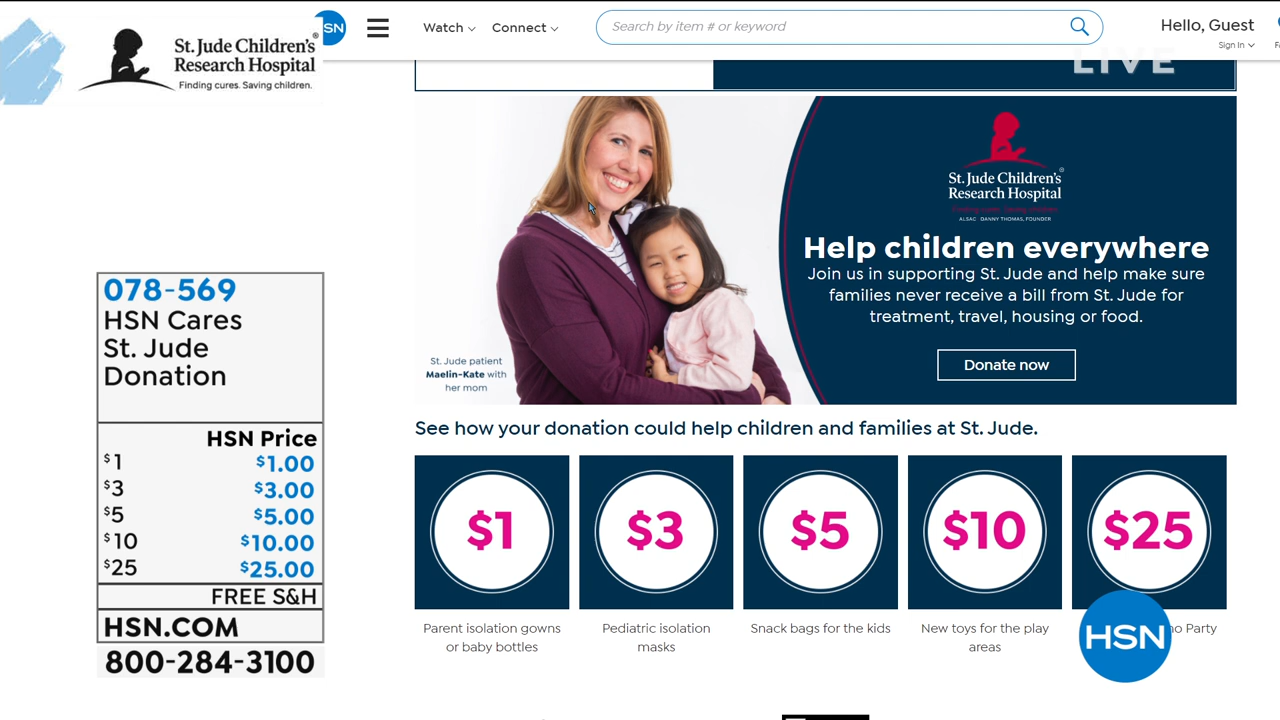 St. Jude Children's®
Research Hospital
Finding cures. Saving children.
HSN
Watch
Connect
Search by item # or keyword
Hello, Guest
Sign In
LIVE
St. Jude Children's®
Research Hospital
Finding cures. Saving children.
ALSAC DANNY THOMAS, FOUNDER
Help children everywhere
Join us in supporting St. Jude and help make sure
families never receive a bill from St. Jude for
treatment, travel, housing or food.
Donate now
St. Jude patient
Maelin-Kate with
her mom
078-569
HSN Cares
St. Jude
Donation
HSN Price
$1 $1.00
$3 $3.00
$5 $5.00
$10 $10.00
$25 $25.00
FREE S&H
HSN.COM
800-284-3100
See how your donation could help children and families at St. Jude.
$1
$3
$5
$10
$25
Parent isolation gowns
or baby bottles
Pediatric isolation
masks
Snack bags for the kids
New toys for the play
areas
Party
HSN